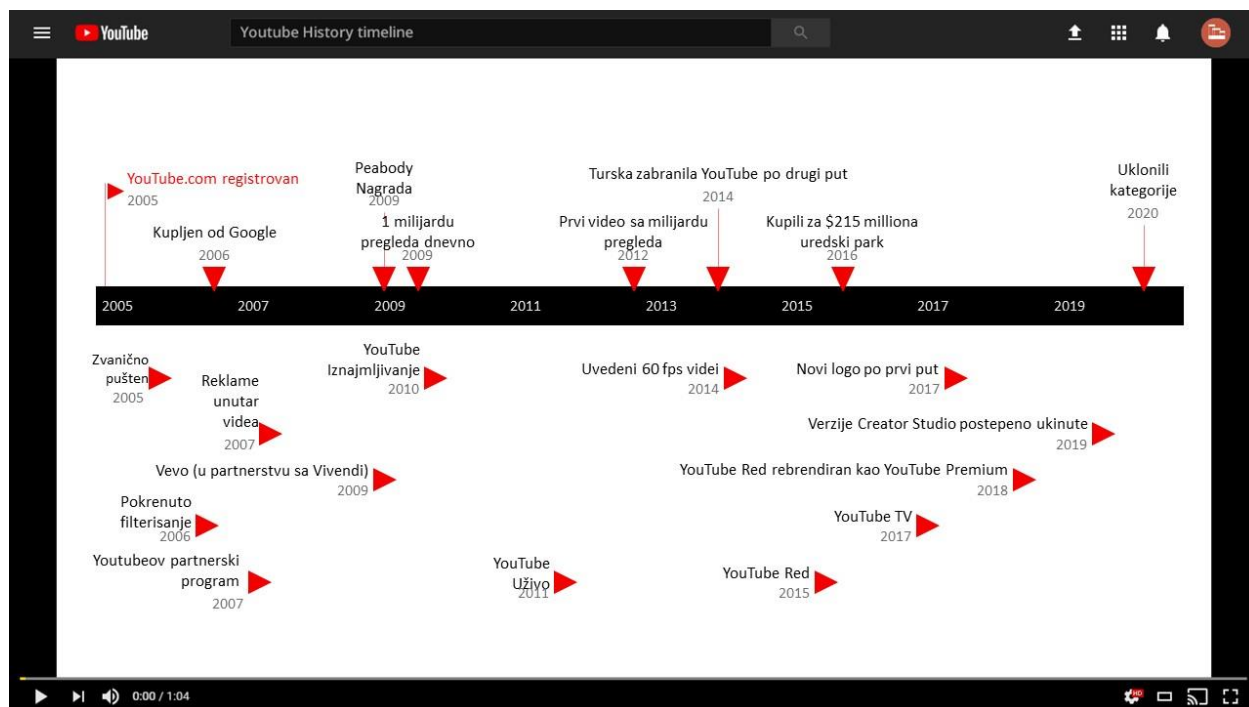 YouTube
Youtube History timeline
YouTube.com registrovan
2005
Kupljen od Google
2006
Peabody
Nagrada
2009
1 milijardu
pregleda dnevno
2009
Prvi video sa milijardu
pregleda
2012
Turska zabranila YouTube po drugi put
2014
Kupili za $215 milliona
uredski park
2016
Uklonili
kategorije
2020
2005 2007 2009 2011 2013 2015 2017 2019
Zvanično
pušten
2005
Reklame
unutar
videa
2007
YouTube
Iznajmljivanje
2010
Uvedeni 60 fps videi
2014
Novi logo po prvi put
2017
Verzije Creator Studio postepeno ukinute
2019
Vevo (u partnerstvu sa Vivendi)
2009
YouTube Red rebrendiran kao YouTube Premium
2018
Pokrenuto
filterisanje
2006
YouTube TV
2017
Youtubeov partnerski
program
2007
YouTube
Uživo
2011
YouTube Red
2015
0:00 / 1:04
HD